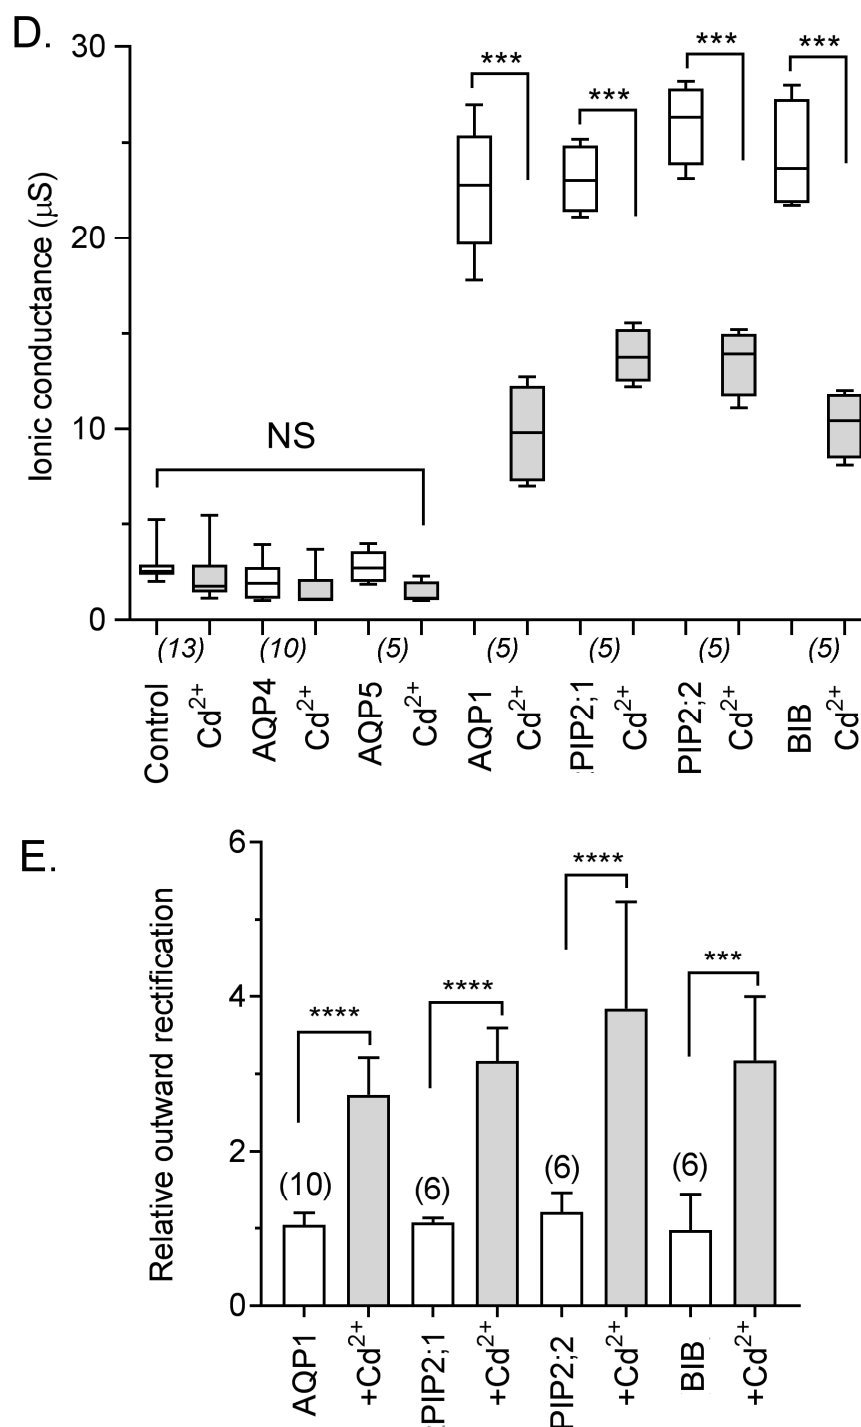 D.
Ionic conductance (μS)
30
20
10
0
***
***
***
***
NS
(13)
(10)
(5)
(5)
(5)
(5)
(5)
Control
Cd2+
AQP4
Cd2+
AQP5
Cd2+
AQP1
Cd2+
PIP2;1
Cd2+
PIP2;2
Cd2+
BIB
Cd2+
E.
Relative outward rectification
6
4
2
0
****
****
****
***
(10)
(6)
(6)
(6)
AQP1
+Cd2+
PIP2;1
+Cd2+
PIP2;2
+Cd2+
BIB
+Cd2+